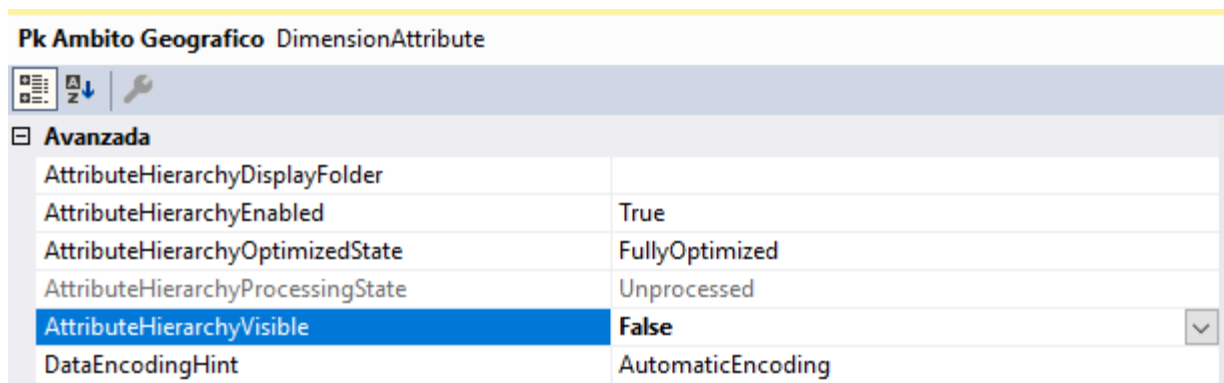 Pk Ambito Geografico DimensionAttribute
Avanzada
AttributeHierarchyDisplayFolder
AttributeHierarchyEnabled True
AttributeHierarchyOptimizedState FullyOptimized
AttributeHierarchyProcessingState Unprocessed
AttributeHierarchyVisible False
DataEncodingHint AutomaticEncoding